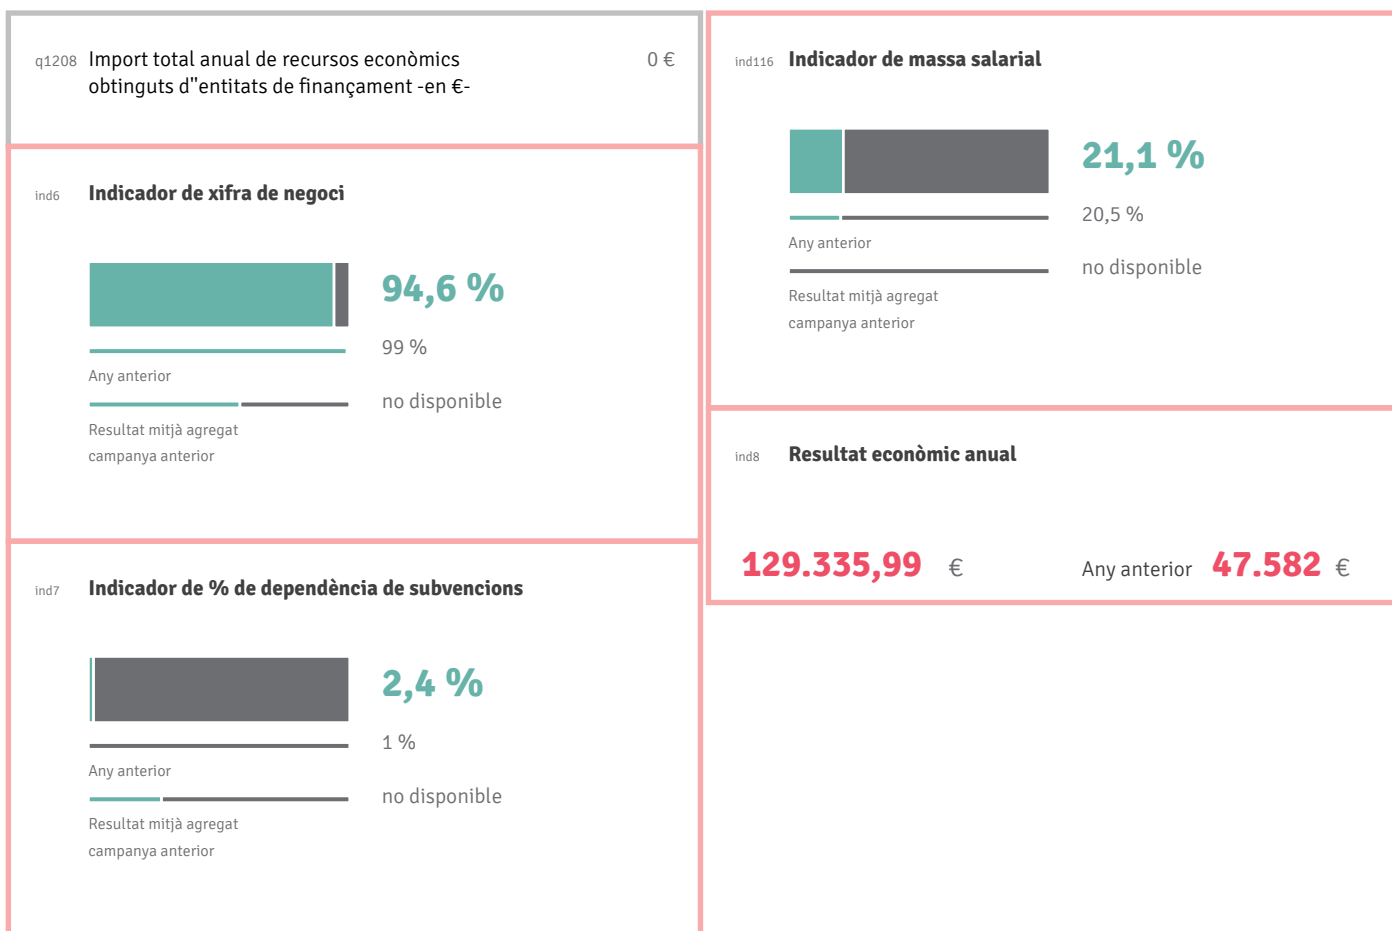 q1208 Import total anual de recursos econòmics 0 €
obtinguts d"entitats de finançament -en €-
ind6 Indicador de xifra de negoci
94,6 %
99 %
Any anterior
no disponible
Resultat mitjà agregat
campanya anterior
ind7 Indicador de % de dependència de subvencions
2,4 %
1 %
Any anterior
no disponible
Resultat mitjà agregat
campanya anterior
ind116 Indicador de massa salarial
21,1 %
20,5 %
Any anterior
no disponible
Resultat mitjà agregat
campanya anterior
ind8 Resultat econòmic anual
129.335,99 € Any anterior 47.582 €